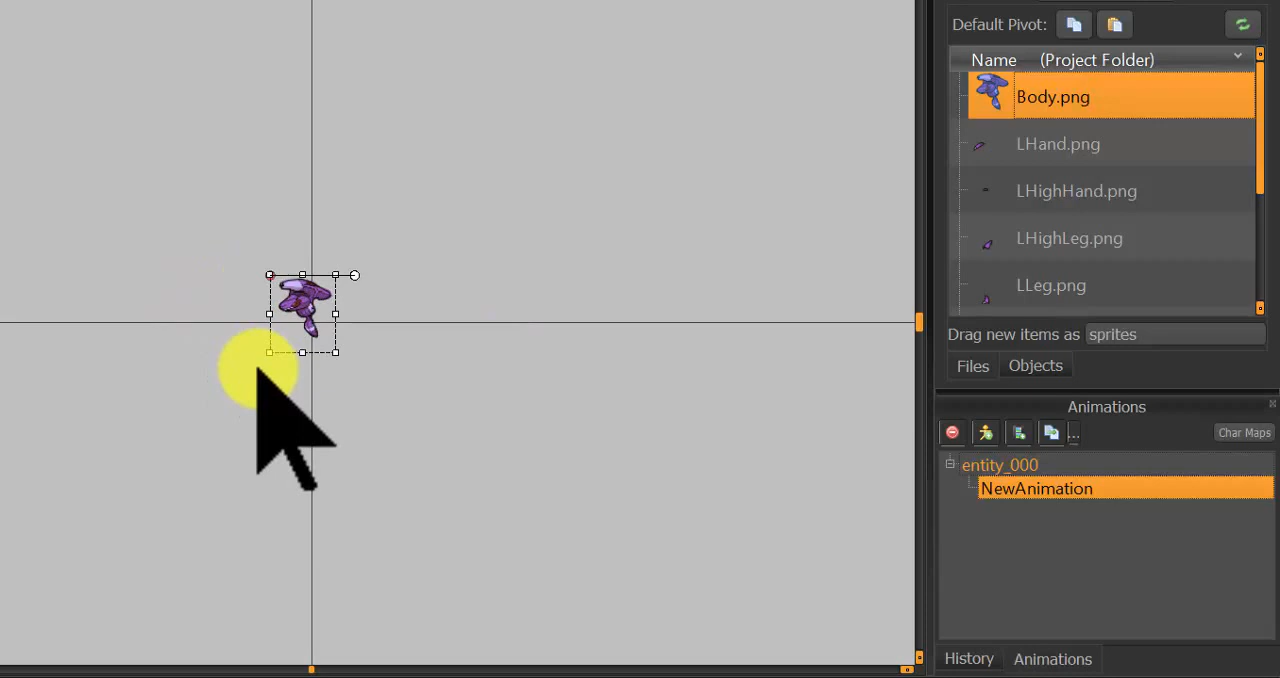 Default Pivot:
Name (Project Folder)
Body.png
LHand.png
LHighHand.png
LHighLeg.png
LLeg.png
Drag new items as sprites
Files Objects
Animations
... Char Maps
entity_000
NewAnimation
History Animations